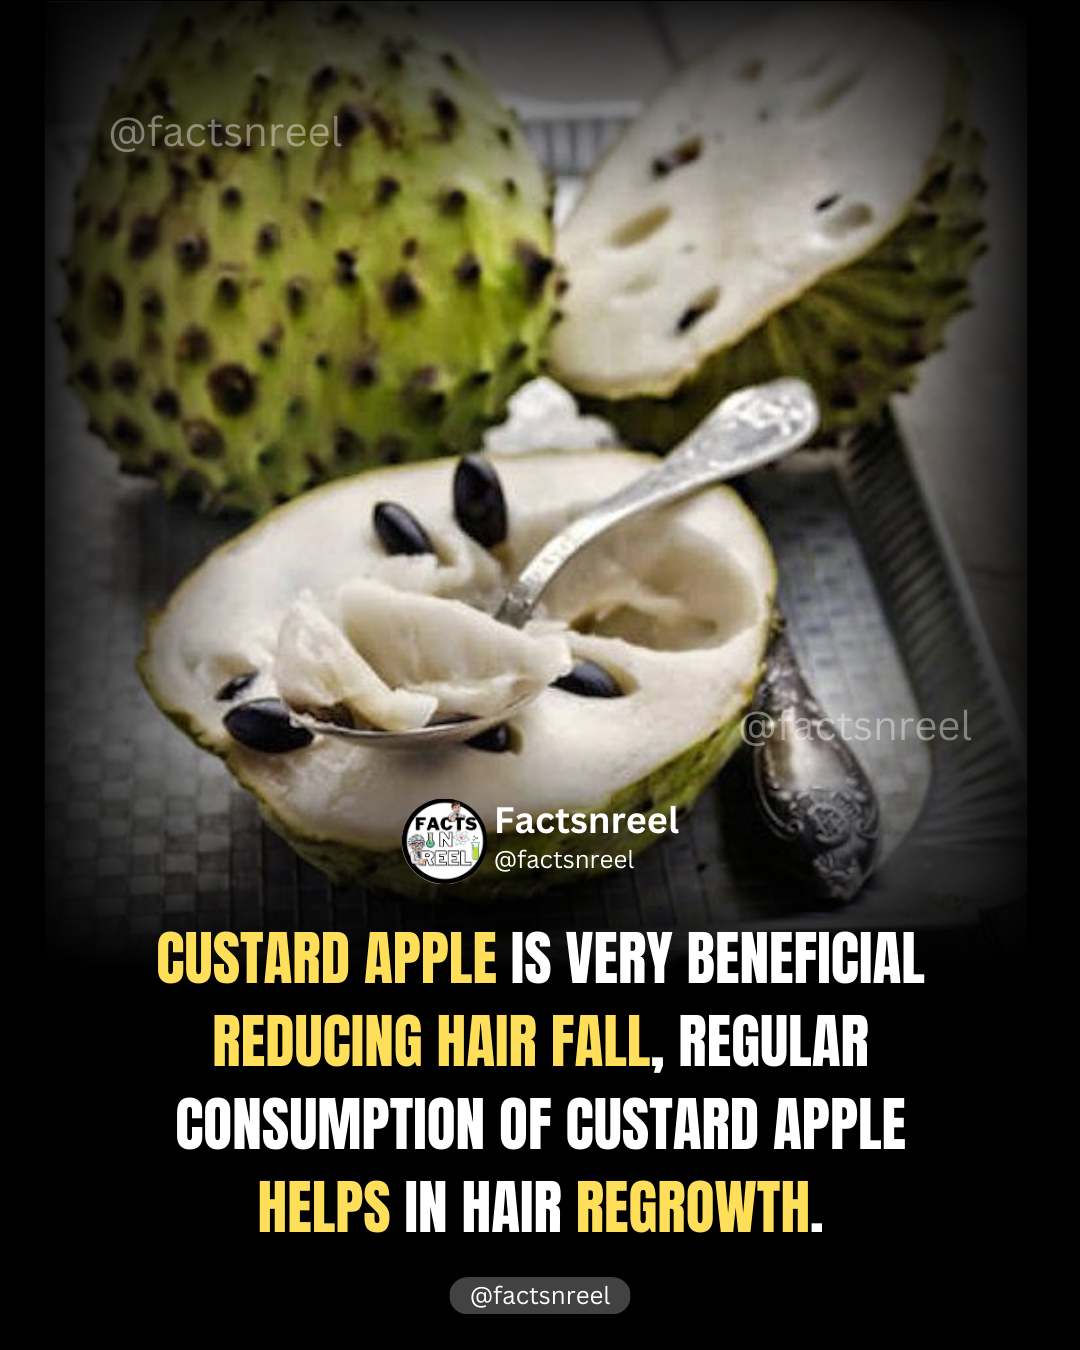 @factsnreel
@factsnreel
FACTS
IN
REEL
Factsnreel
@factsnreel
CUSTARD APPLE IS VERY BENEFICIAL
REDUCING HAIR FALL, REGULAR
CONSUMPTION OF CUSTARD APPLE
HELPS IN HAIR REGROWTH.
@factsnreel